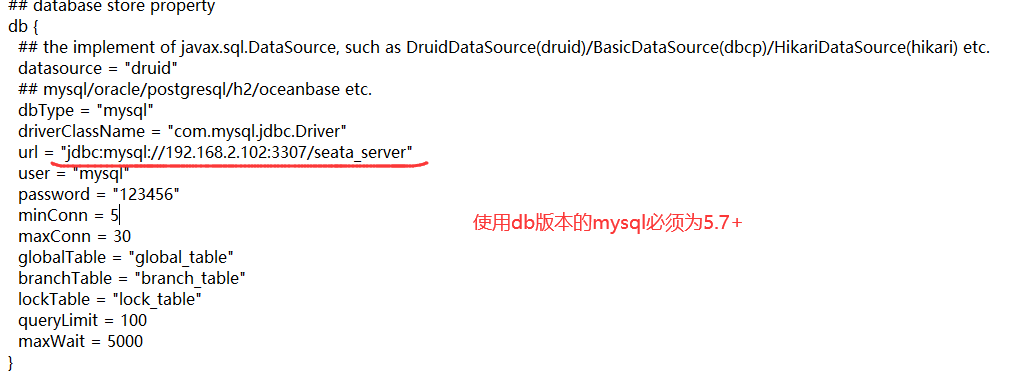 ## database store property
db {
## the implement of javax.sql.DataSource, such as DruidDataSource(druid)/BasicDataSource(dbcp)/HikariDataSource(hikari) etc.
datasource = "druid"
## mysql/oracle/postgresql/h2/oceanbase etc.
dbType = "mysql"
driverClassName = "com.mysql.jdbc.Driver"
url = "jdbc:mysql://192.168.2.102:3307/seata_server"
user = "mysql"
password = "123456"
minConn = 5
使用db版本的mysql必须为5.7+
maxConn = 30
globalTable = "global_table"
branchTable = "branch_table"
lockTable = "lock_table"
queryLimit = 100
maxWait = 5000
}